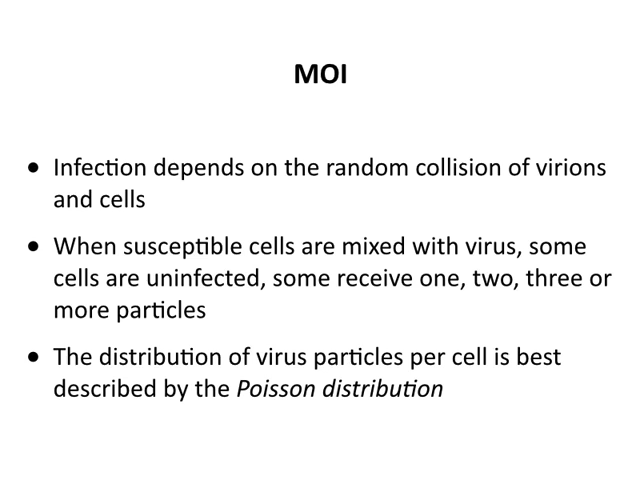 MOI
• Infection depends on the random collision of virions
and cells
• When susceptible cells are mixed with virus, some
cells are uninfected, some receive one, two, three or
more particles
• The distribution of virus particles per cell is best
described by the Poisson distribution